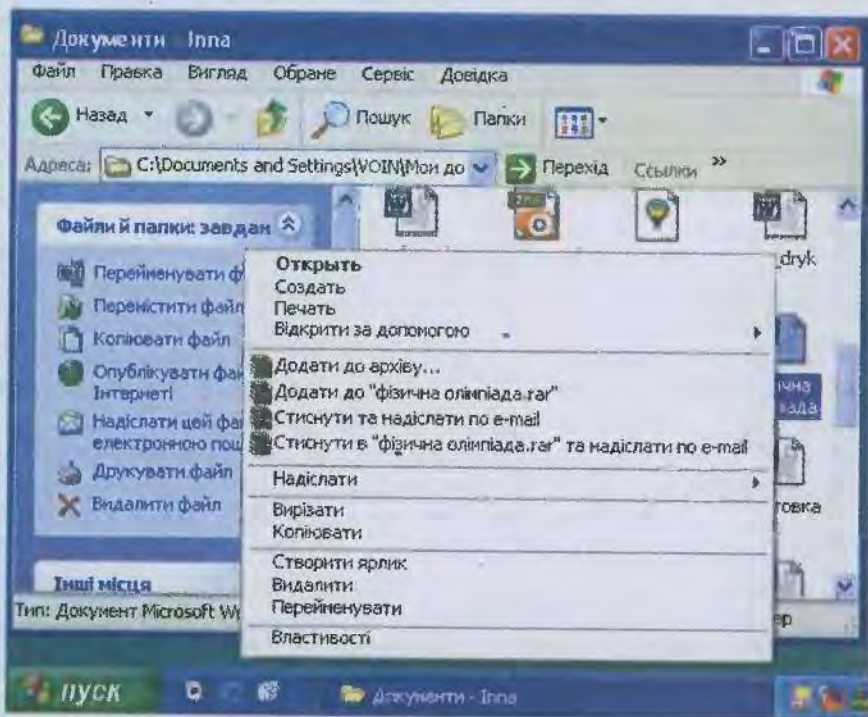 Документи Inna
Файл Правка Вигляд Обране Сервіс Довідка
Назад Пошук Папки
Адреса: C:\Documents and Settings\VOIN\Мои до Перехід Ссылки »
Файли й папки: завдан
Перейменувати ф
Перемістити файл
Копіювати файл
Опублікувати фай
Інтернеті
Надіслати цей фай
електронною пош
Друкувати файл
Видалити файл
Інші місця
Открыть
Создать
Печать
Відкрити за допомогою
Додати до архіву...
Додати до "фізична олімпіада.rar"
Стиснути та надіслати по e-mail
Стиснути в "фізична олімпіада.rar" та надіслати по e-mail
Надіслати
Вирізати
Копіювати
Створити ярлик
Видалити
Перейменувати
Властивості
_dryk
ична
іада
товка
Тип: Документ Microsoft W
ер
пуск Документи - Inna